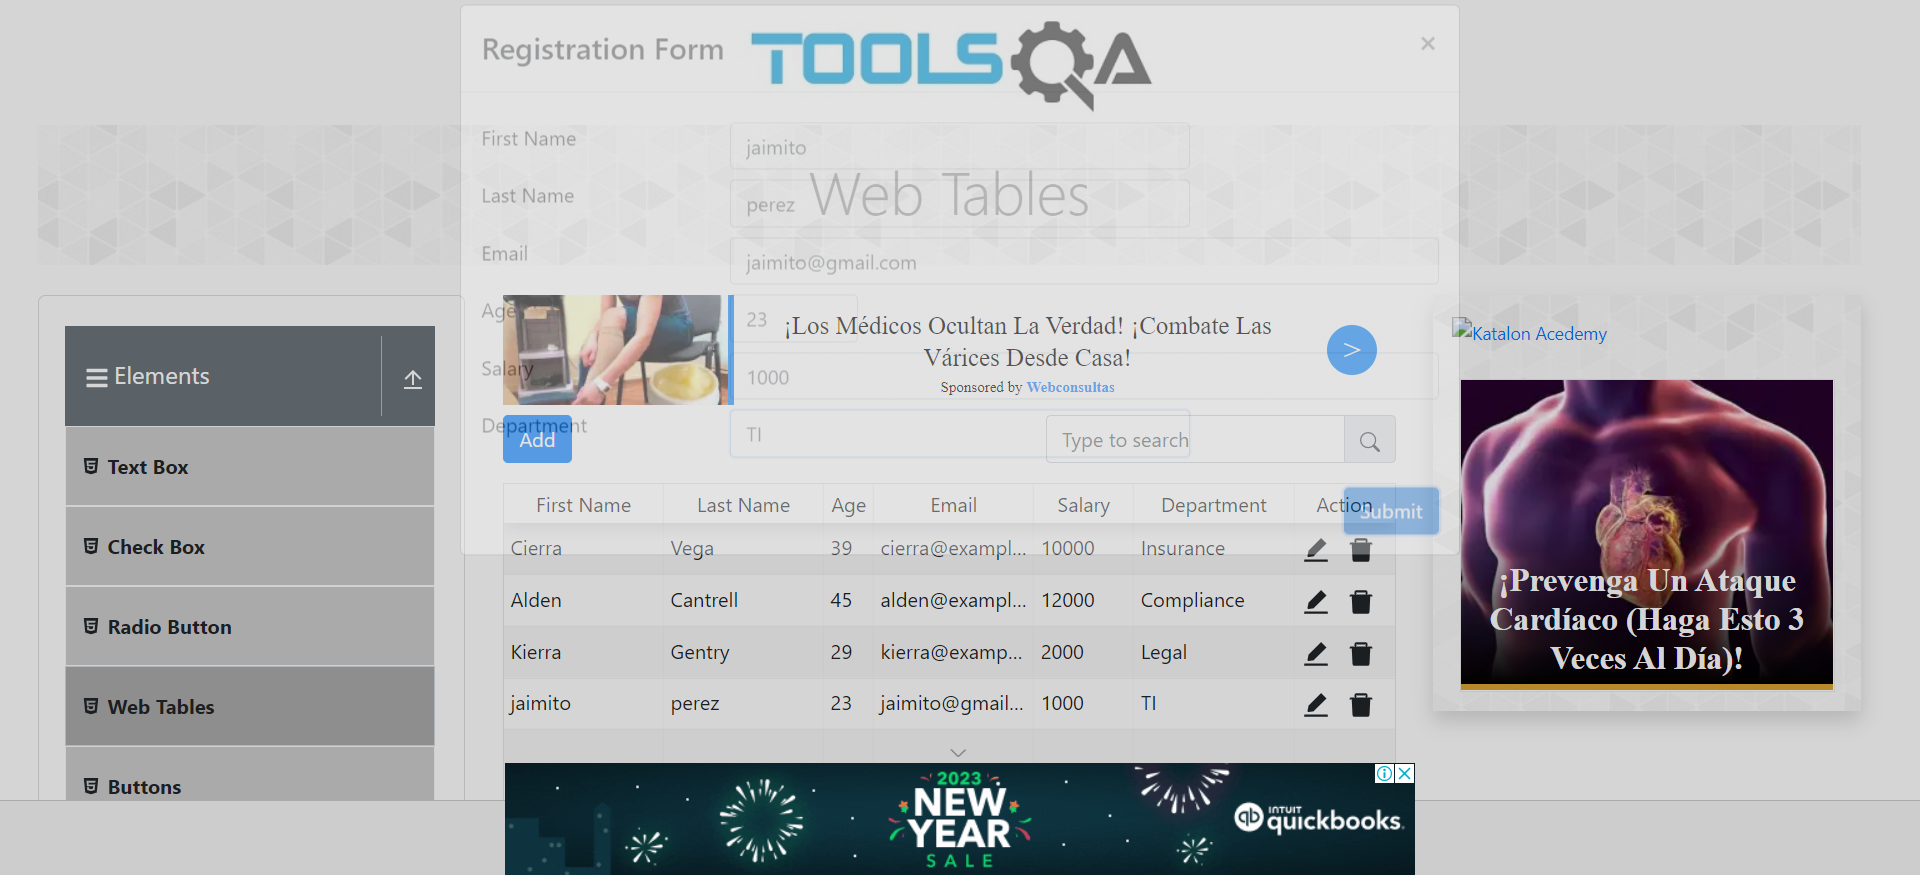 Registration Form
TOOLSQA
×
First Name
jaimito
Web Tables
Last Name
perez
Email
jaimito@gmail.com
Age
23
¡Los Médicos Ocultan La Verdad! ¡Combate Las
Várices Desde Casa!
Sponsored by Webconsultas
>
Salary
1000
Department
TI
Add
Type to search
Submit
Katalon Acedemy
¡Prevenga Un Ataque
Cardíaco (Haga Esto 3
Veces Al Día)!
Elements
Text Box
Check Box
Radio Button
Web Tables
Buttons
First Name Last Name Age Email Salary Department Action
Cierra Vega 39 cierra@exampl... 10000 Insurance
Alden Cantrell 45 alden@exampl... 12000 Compliance
Kierra Gentry 29 kierra@examp... 2000 Legal
jaimito perez 23 jaimito@gmail... 1000 TI
2023
NEW
YEAR
SALE
qb INTUIT
quickbooks.